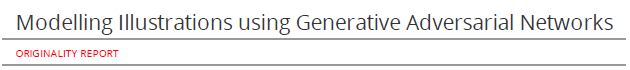 Modelling Illustrations using Generative Adversarial Networks
ORIGINALITY REPORT